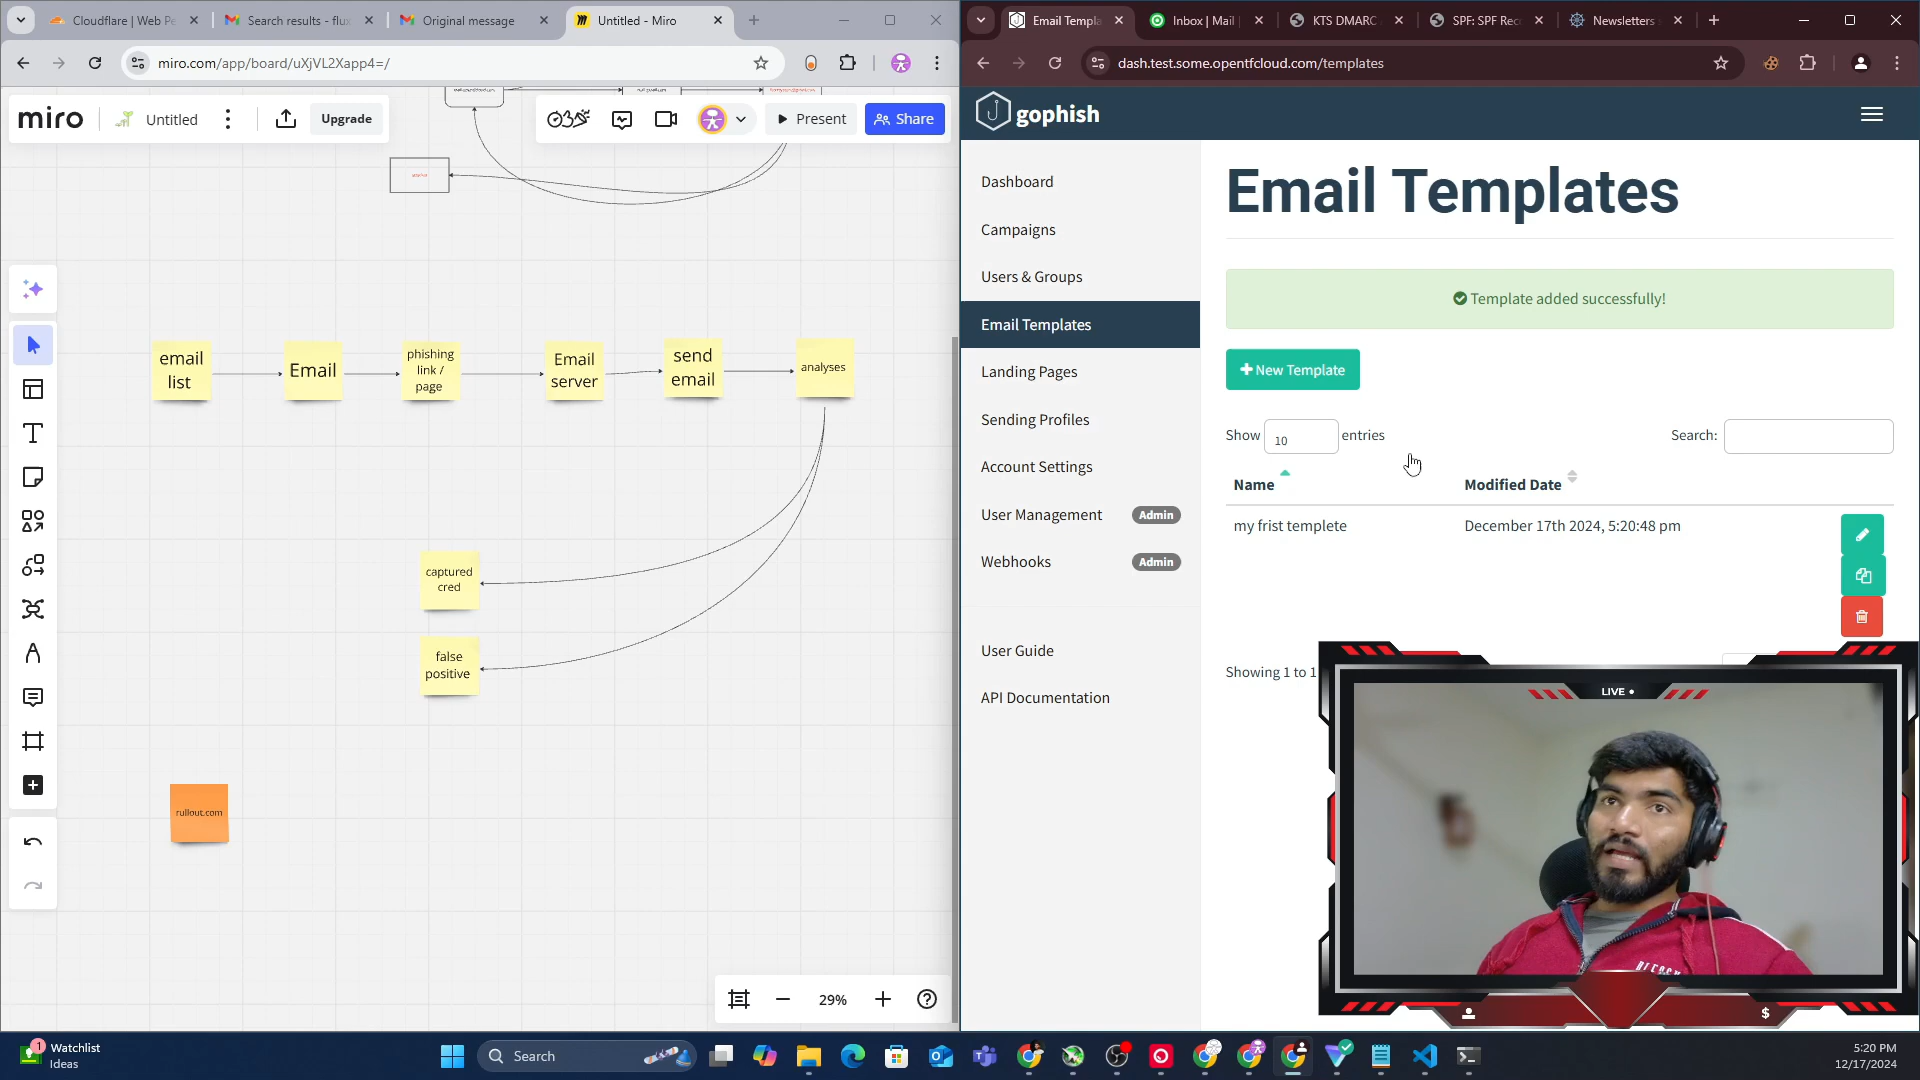 Cloudflare | Web Pe
Search results - flux
Original message
Untitled - Miro
miro.com/app/board/uXjVL2Xapp4=/
miro
Untitled
Upgrade
Present
Share
email
list
Email
phishing
link /
page
Email
server
send
email
analyses
captured
cred
false
positive
rullout.com
29%
Email Templa
Inbox | Mail
KTS DMARC
SPF: SPF Rec
Newsletters
dash.test.some.opentfcloud.com/templates
gophish
Dashboard
Campaigns
Users & Groups
Email Templates
Landing Pages
Sending Profiles
Account Settings
User Management Admin
Webhooks Admin
User Guide
API Documentation
Email Templates
Template added successfully!
New Template
Show 10 entries
Search:
Name
Modified Date
my frist templete
December 17th 2024, 5:20:48 pm
Showing 1 to 1
LIVE
$
1
Watchlist
Ideas
Search
5:20 PM
12/17/2024